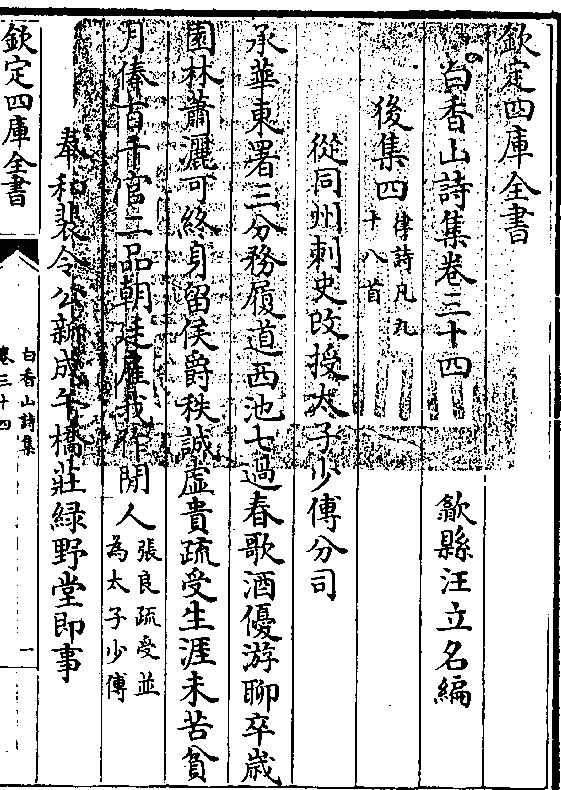 欽定四庫全書
白香山詩集卷三十四　歙縣汪立名編
後集四律詩凡九十八首
從同州刺史改授太子少傅分司
承華東署三分務履道西池七過春歌酒優游聊卒歲
園林蕭灑可終身留侯爵秩誠虛貴疏受生涯未苦貧
月俸百千官二品朝廷雇我作閒人張良疏受並為太子少傅
奉和裴令公新成午橋莊緑野堂即事
欽定四庫全書
白香山詩集
卷三十四
一